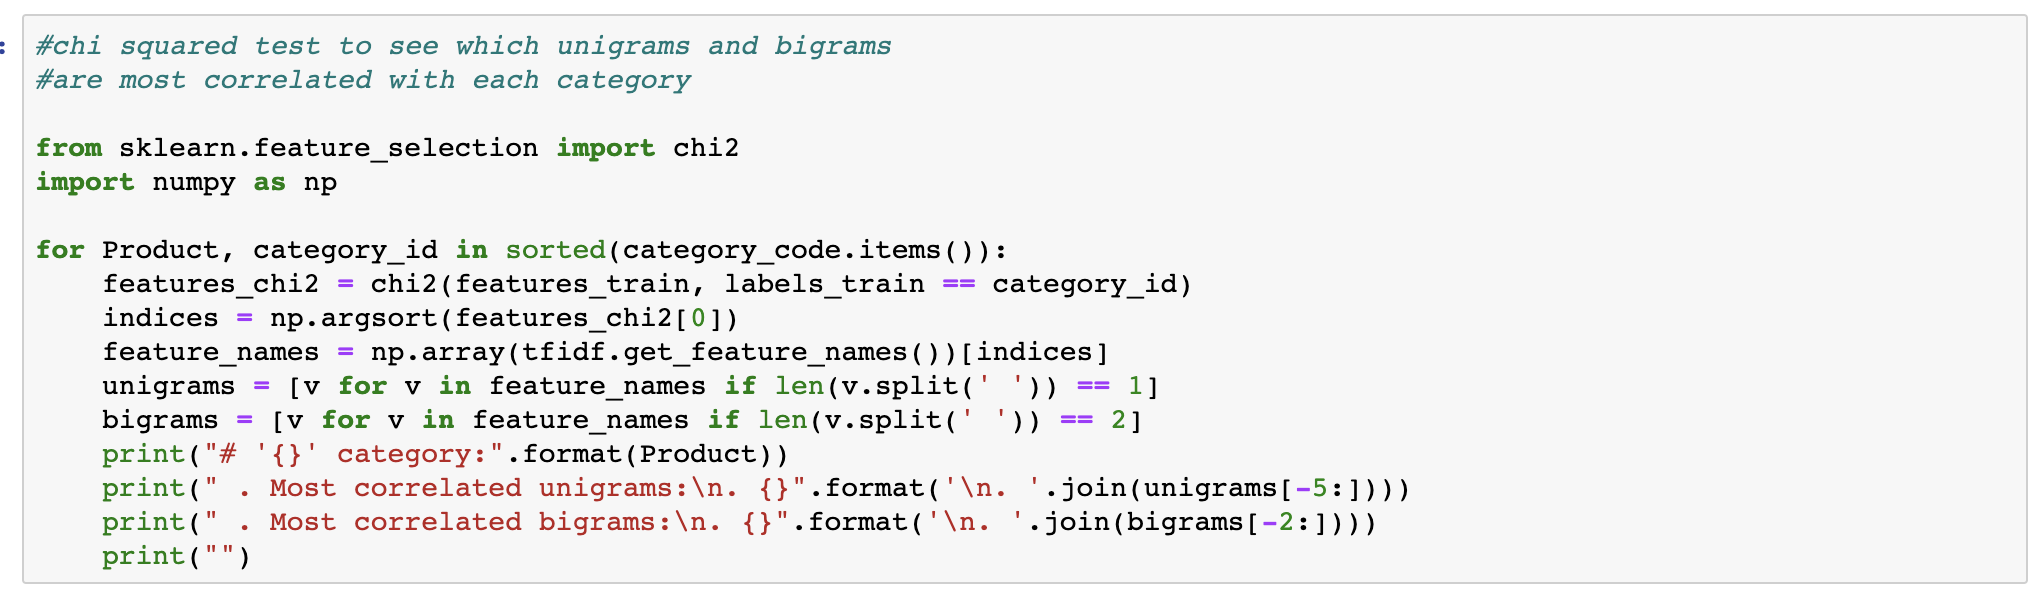 :
#chi squared test to see which unigrams and bigrams
#are most correlated with each category
from sklearn.feature_selection import chi2
import numpy as np
for Product, category_id in sorted(category_code.items()):
    features_chi2 = chi2(features_train, labels_train == category_id)
    indices = np.argsort(features_chi2[0])
    feature_names = np.array(tfidf.get_feature_names())[indices]
    unigrams = [v for v in feature_names if len(v.split(' ')) == 1]
    bigrams = [v for v in feature_names if len(v.split(' ')) == 2]
    print("# '{}' category:".format(Product))
    print(" . Most correlated unigrams:\n. {}".format('\n. '.join(unigrams[-5:])))
    print(" . Most correlated bigrams:\n. {}".format('\n. '.join(bigrams[-2:])))
    print("")